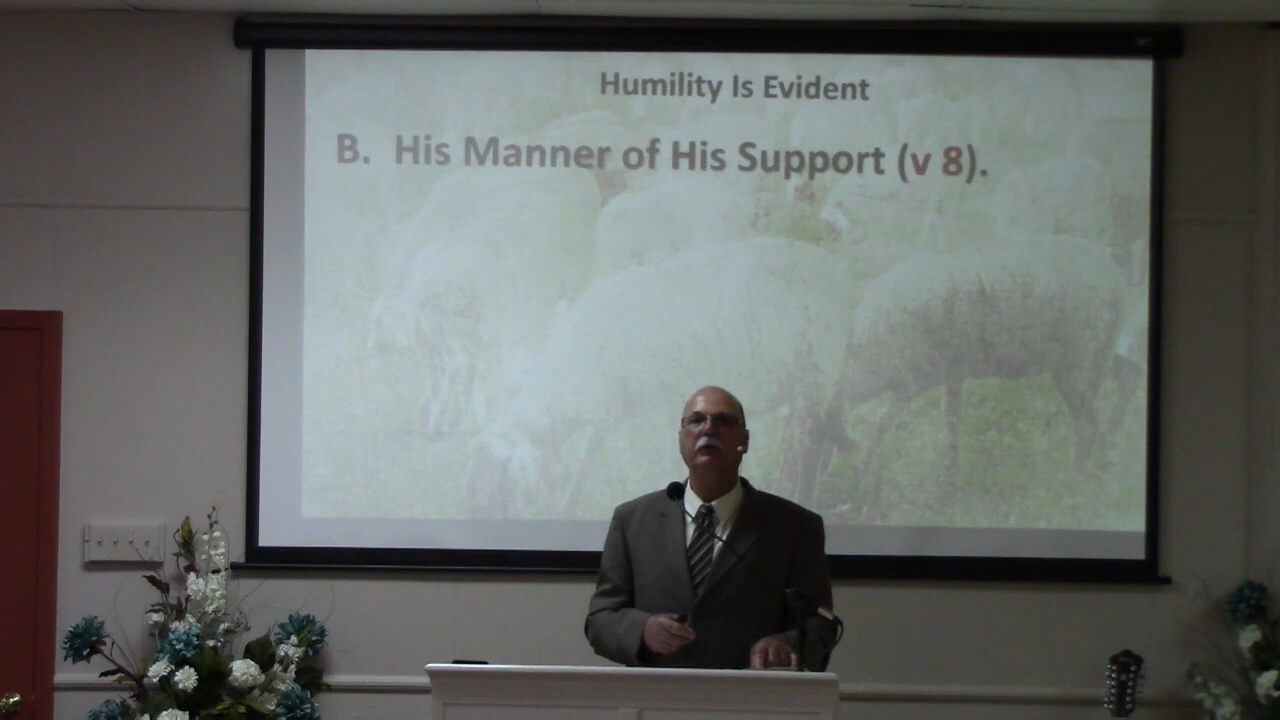 Humility Is Evident
B. His Manner of His Support (v 8).